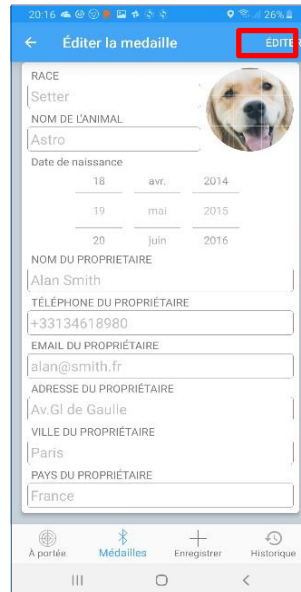 20:16 26%
Éditer la medaille ÉDITER
RACE
Setter
NOM DE L'ANIMAL
Astro
Date de naissance
18 avr. 2014
19 mai 2015
20 juin 2016
NOM DU PROPRIETAIRE
Alan Smith
TÉLÉPHONE DU PROPRIÉTAIRE
+33134618980
EMAIL DU PROPRIÉTAIRE
alan@smith.fr
ADRESSE DU PROPRIÉTAIRE
Av.Gl de Gaulle
VILLE DU PROPRIÉTAIRE
Paris
PAYS DU PROPRIÉTAIRE
France
À portée. Médailles Enregistrer Historique